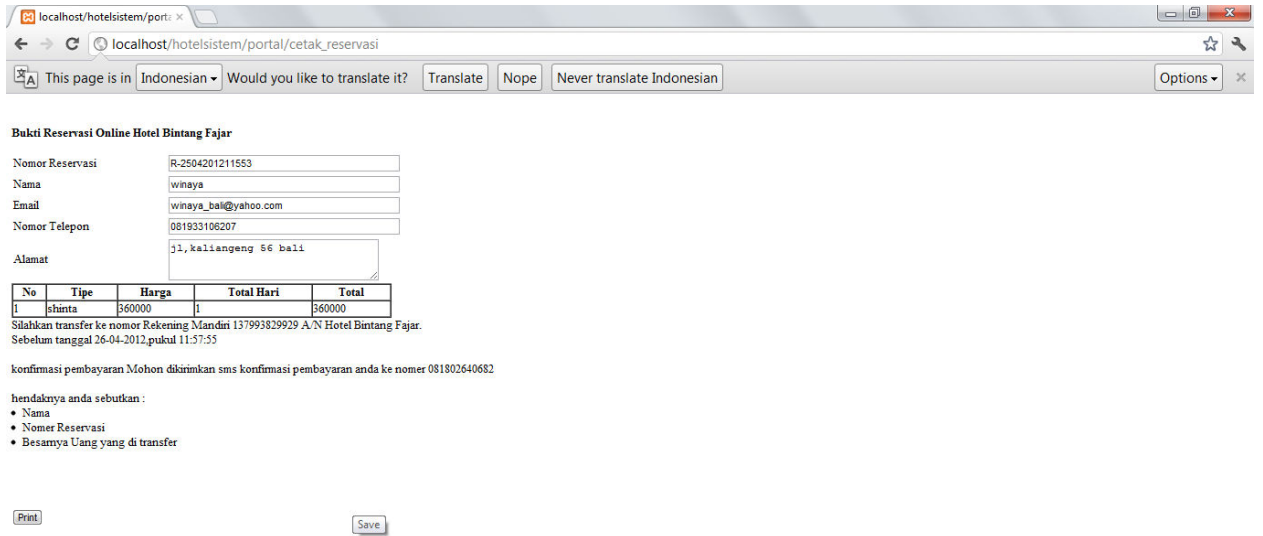 localhost/hotelsistem/porta
localhost/hotelsistem/portal/cetak_reservasi
This page is in Indonesian Would you like to translate it? Translate Nope Never translate Indonesian Options
Bukti Reservasi Online Hotel Bintang Fajar
Nomor Reservasi R-2504201211553
Nama winaya
Email winaya_bali@yahoo.com
Nomor Telepon 081933106207
Alamat jl,kaliangeng 56 bali
No Tipe Harga Total Hari Total
1 shinta 360000 1 360000
Silahkan transfer ke nomor Rekening Mandiri 137993829929 A/N Hotel Bintang Fajar.
Sebelum tanggal 26-04-2012,pukul 11:57:55
konfirmasi pembayaran Mohon dikirimkan sms konfirmasi pembayaran anda ke nomer 081802640682
hendaknya anda sebutkan :
• Nama
• Nomer Reservasi
• Besarnya Uang yang di transfer
Print
Save